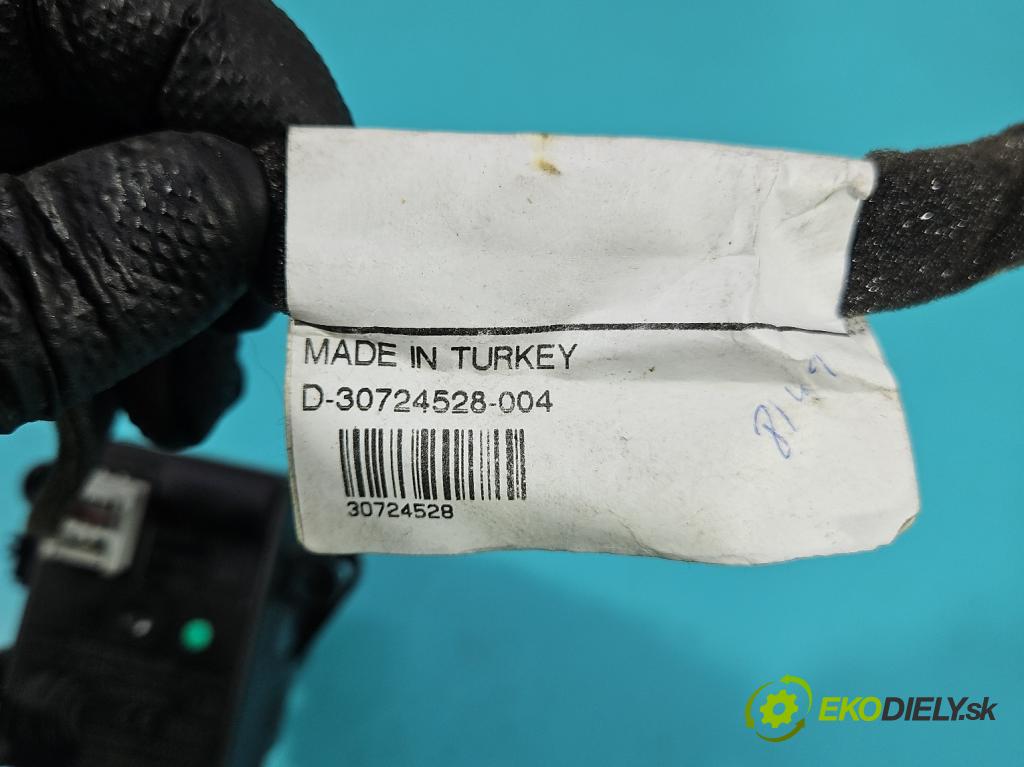 MADE IN TURKEY
D-30724528-004
30724528
EKODIELY.sk